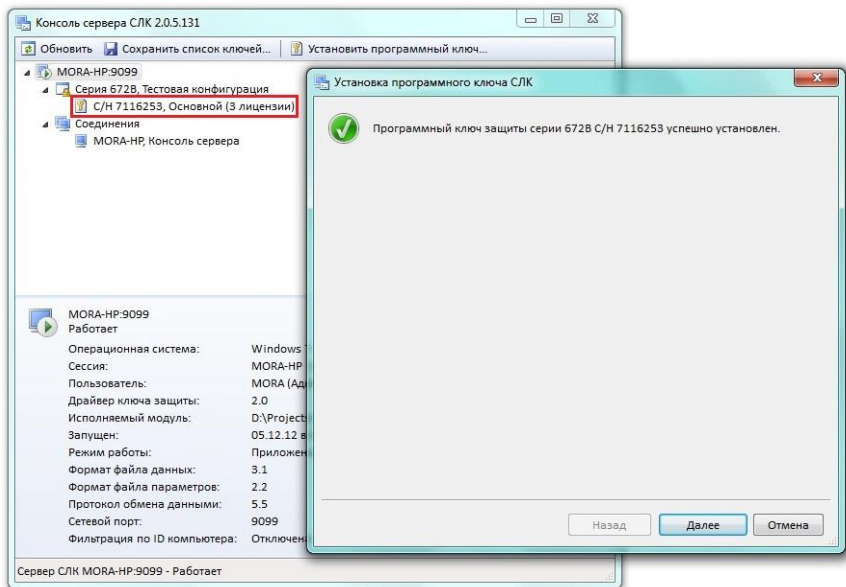 Консоль сервера СЛК 2.0.5.131
Обновить Сохранить список ключей... Установить программный ключ...
MORA-HP:9099
Серия 672B, Тестовая конфигурация
С/Н 7116253, Основной (3 лицензии)
Соединения
MORA-HP, Консоль сервера
Установка программного ключа СЛК
Программный ключ защиты серии 672B С/Н 7116253 успешно установлен.
Назад Далее Отмена
MORA-HP:9099
Работает
Операционная система: Windows
Сессия: MORA-HP
Пользователь: MORA
Драйвер ключа защиты: 2.0
Исполняемый модуль: D:\Project
Запущен: 05.12.12 в
Режим работы: Приложен
Формат файла данных: 3.1
Формат файла параметров: 2.2
Протокол обмена данными: 5.5
Сетевой порт: 9099
Фильтрация по ID компьютера: Отключен
Сервер СЛК MORA-HP:9099 - Работает